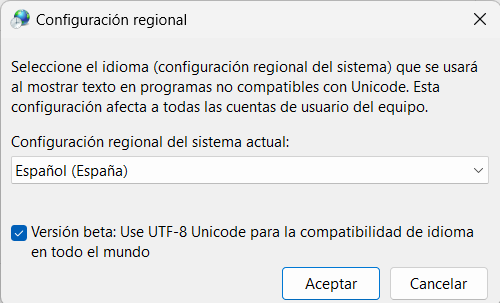 Configuración regional
Seleccione el idioma (configuración regional del sistema) que se usará
al mostrar texto en programas no compatibles con Unicode. Esta
configuración afecta a todas las cuentas de usuario del equipo.
Configuración regional del sistema actual:
Español (España)
Versión beta: Use UTF-8 Unicode para la compatibilidad de idioma
en todo el mundo
Aceptar Cancelar